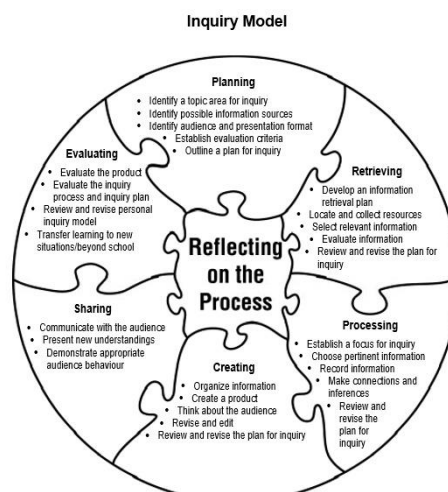 Inquiry Model
Planning
• Identify a topic area for inquiry
• Identify possible information sources
• Identify audience and presentation format
• Establish evaluation criteria
• Outline a plan for inquiry
Retrieving
• Develop an information
retrieval plan
• Locate and collect resources
• Select relevant information
• Evaluate information
• Review and revise the plan for
inquiry
Processing
• Establish a focus for inquiry
• Choose pertinent information
• Record information
• Make connections and
inferences
• Review and
revise the
plan for
inquiry
Creating
• Organize information
• Create a product
• Think about the audience
• Revise and edit
• Review and revise the plan for inquiry
Sharing
• Communicate with the audience
• Present new understandings
• Demonstrate appropriate
audience behaviour
Evaluating
• Evaluate the product
• Evaluate the inquiry
process and inquiry plan
• Review and revise personal
inquiry model
• Transfer learning to new
situations/beyond school
Reflecting
on the
Process